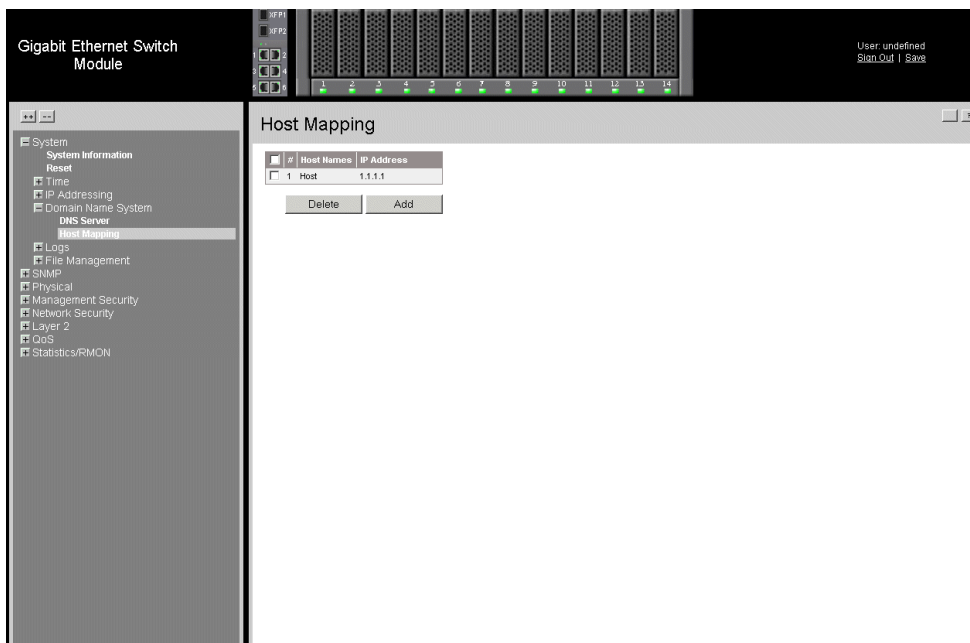 Gigabit Ethernet Switch
Module
XFP1
XFP2
1 2
3 4
5 6
1 2 3 4 5 6 7 8 9 10 11 12 13 14
User: undefined
Sign Out | Save
++ --
System
System Information
Reset
Time
IP Addressing
Domain Name System
DNS Server
Host Mapping
Logs
File Management
SNMP
Physical
Management Security
Network Security
Layer 2
QoS
Statistics/RMON
Host Mapping
# Host Names IP Address
1 Host 1.1.1.1
Delete Add